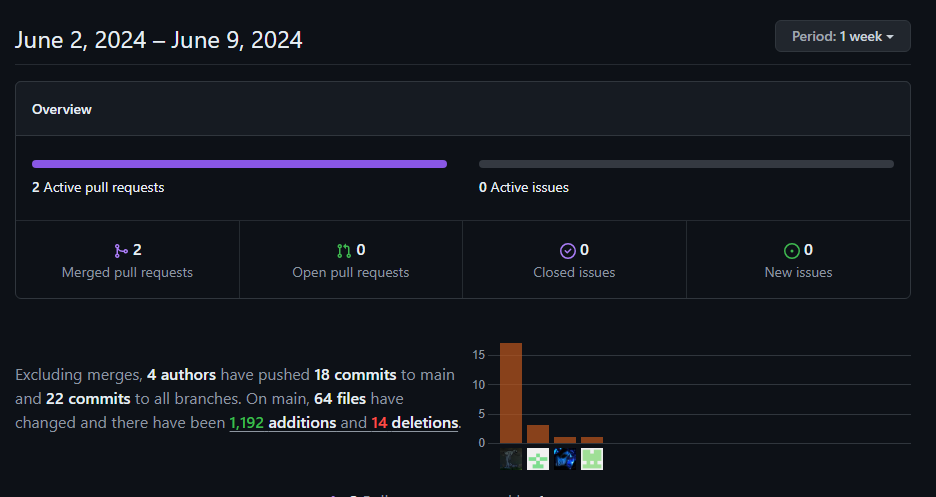 June 2, 2024 – June 9, 2024
Period: 1 week
Overview
2 Active pull requests
0 Active issues
2
Merged pull requests
0
Open pull requests
0
Closed issues
0
New issues
Excluding merges, 4 authors have pushed 18 commits to main
and 22 commits to all branches. On main, 64 files have
changed and there have been 1,192 additions and 14 deletions.
15
10
5
0